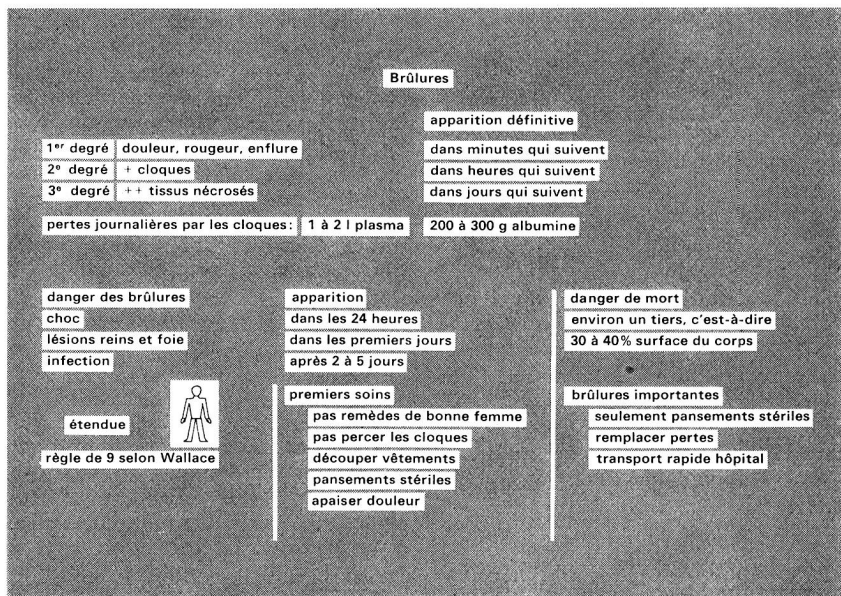 Brûlures
apparition définitive
1er degré douleur, rougeur, enflure dans minutes qui suivent
2e degré + cloques dans heures qui suivent
3e degré ++ tissus nécrosés dans jours qui suivent
pertes journalières par les cloques: 1 à 2 l plasma 200 à 300 g albumine
danger des brûlures apparition
choc dans les 24 heures
lésions reins et foie dans les premiers jours
infection après 2 à 5 jours
danger de mort
environ un tiers, c'est-à-dire
30 à 40% surface du corps
étendue
règle de 9 selon Wallace
premiers soins
pas remèdes de bonne femme
pas percer les cloques
découper vêtements
pansements stériles
apaiser douleur
brûlures importantes
seulement pansements stériles
remplacer pertes
transport rapide hôpital